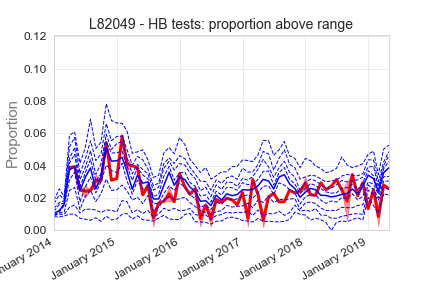 L82049 - HB tests: proportion above range
0.12
0.10
0.08
0.06
0.04
0.02
0.00
Proportion
nuary 2014
January 2015
January 2016
January 2017
January 2018
January 2019